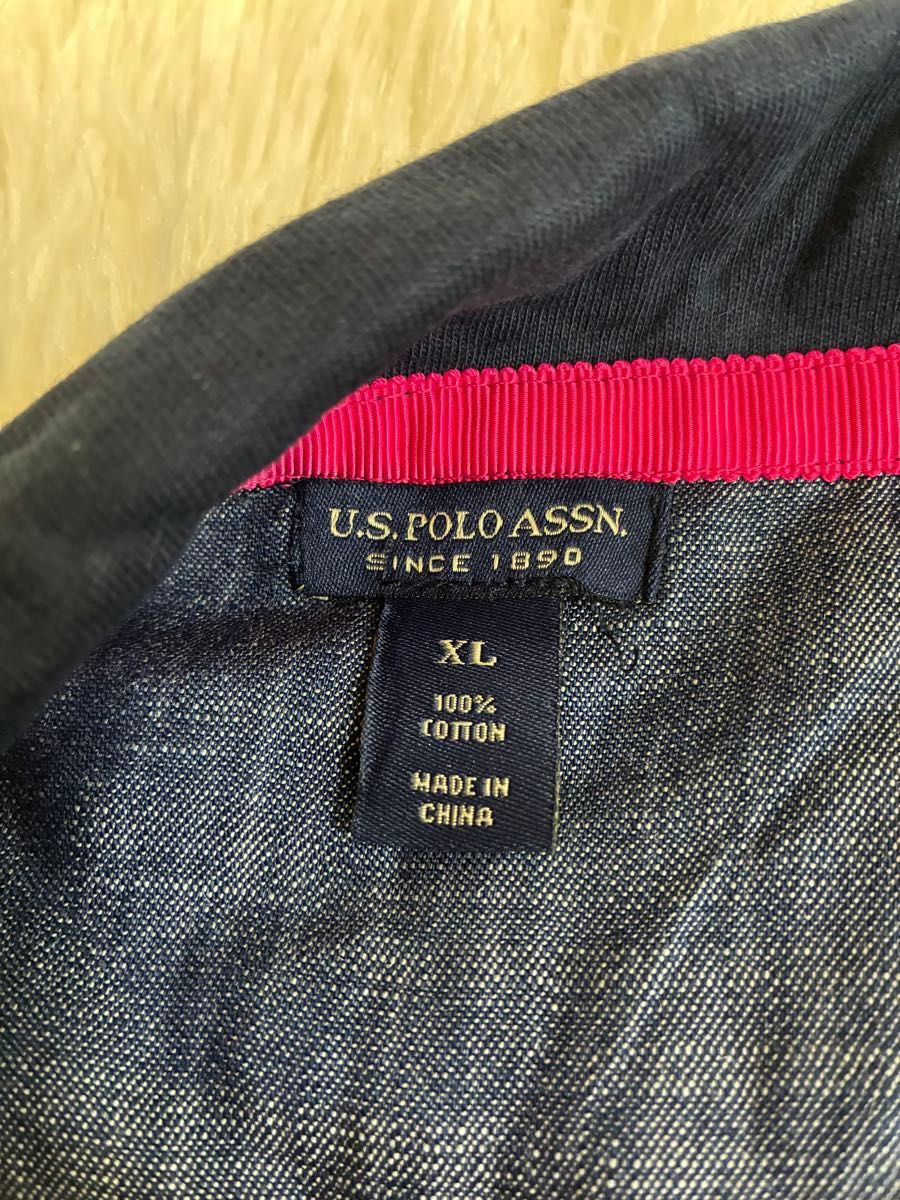 U.S. POLO ASSN.
SINCE 1890
XL
100%
COTTON
MADE IN
CHINA